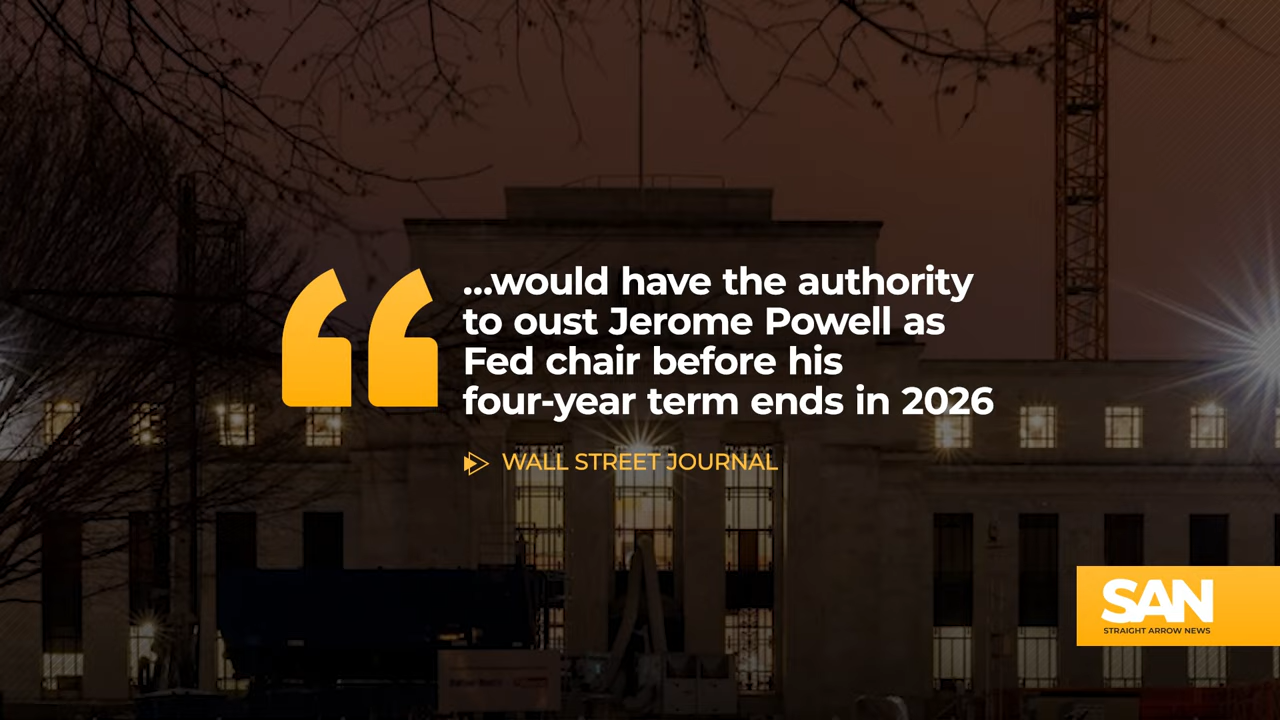 ...would have the authority
to oust Jerome Powell as
Fed chair before his
four-year term ends in 2026
WALL STREET JOURNAL
SAN
STRAIGHT ARROW NEWS